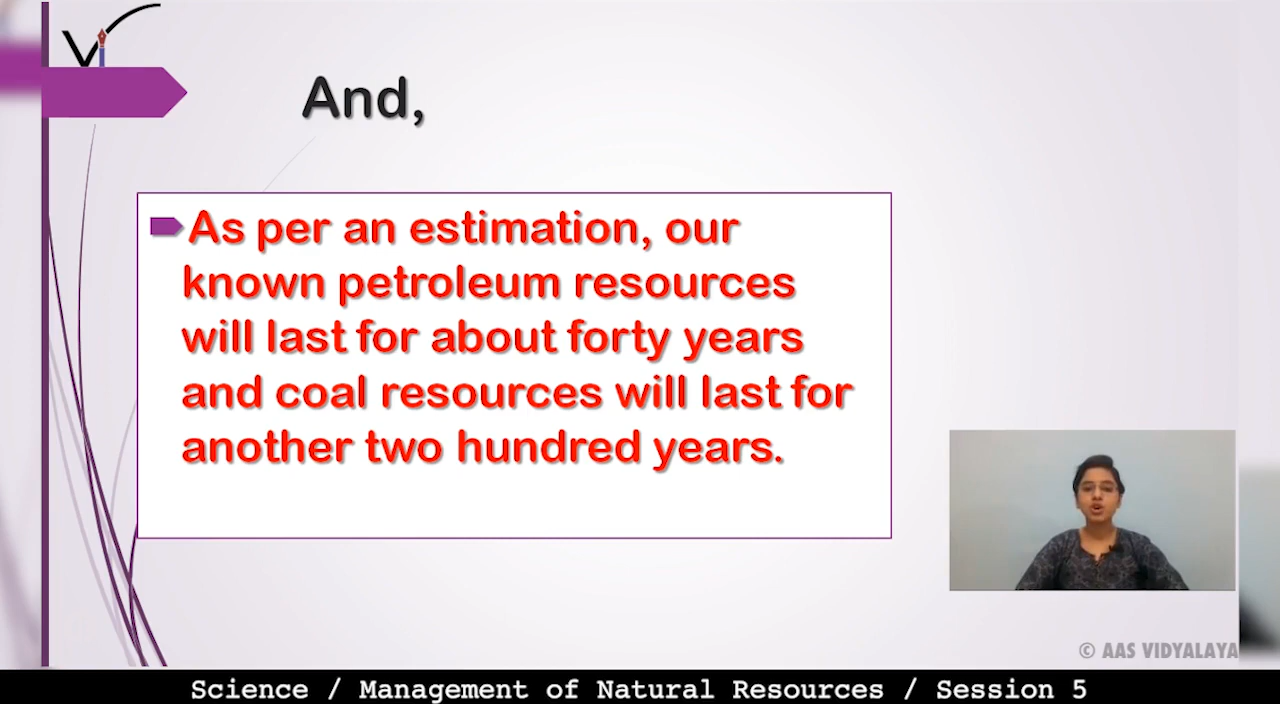 Vi
And,
As per an estimation, our
known petroleum resources
will last for about forty years
and coal resources will last for
another two hundred years.
© AAS VIDYALAYA
Science / Management of Natural Resources / Session 5